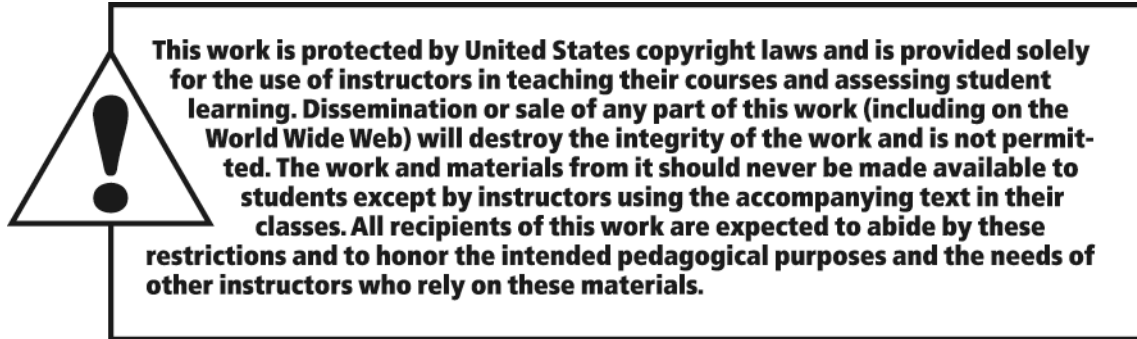 This work is protected by United States copyright laws and is provided solely
for the use of instructors in teaching their courses and assessing student
learning. Dissemination or sale of any part of this work (including on the
World Wide Web) will destroy the integrity of the work and is not permit-
ted. The work and materials from it should never be made available to
students except by instructors using the accompanying text in their
classes. All recipients of this work are expected to abide by these
restrictions and to honor the intended pedagogical purposes and the needs of
other instructors who rely on these materials.